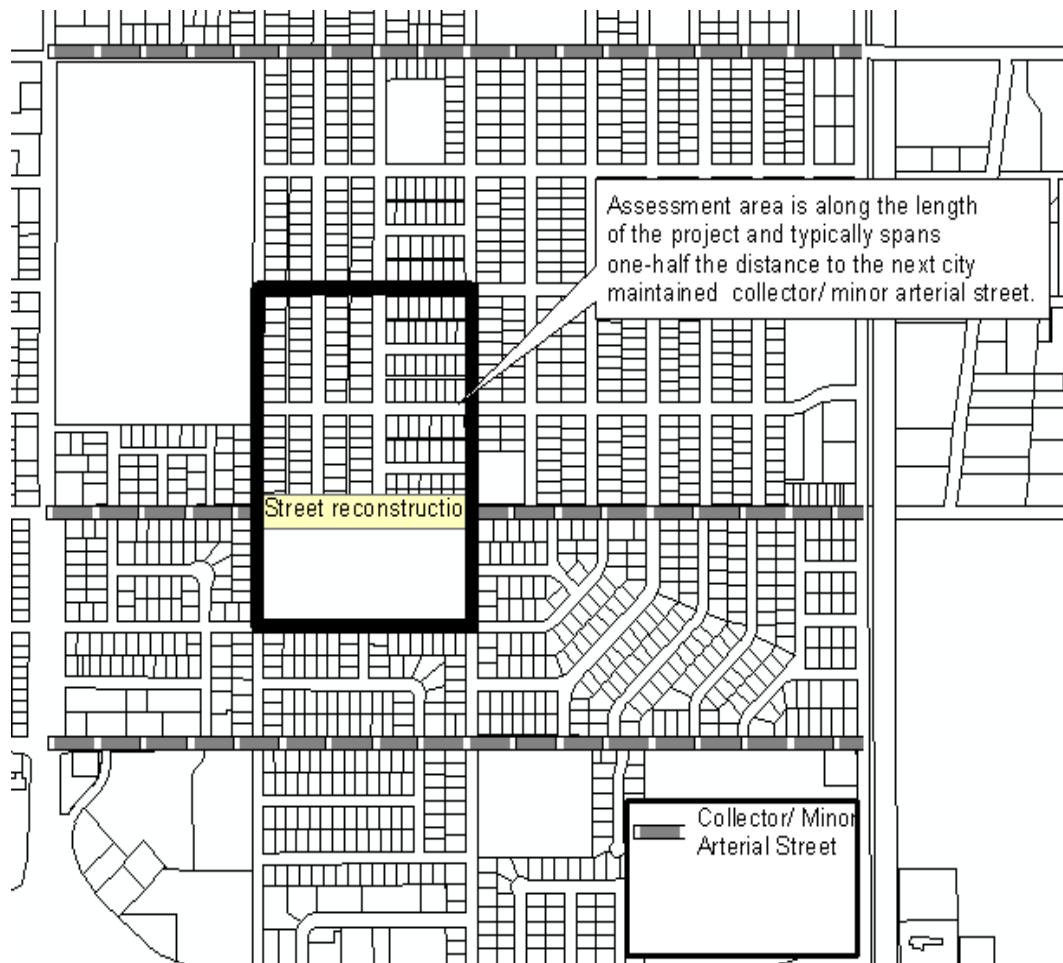 Assessment area is along the length
of the project and typically spans
one-half the distance to the next city
maintained collector/ minor arterial street.
Street reconstructio
Collector/ Minor
Arterial Street